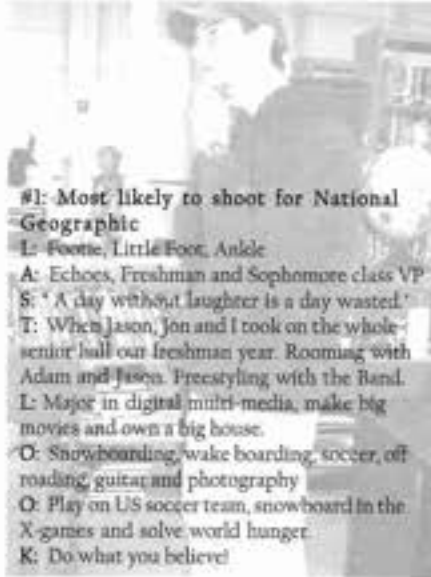 #1: Most likely to shoot for National
Geographic
L: Footie, Little Foot, Ankle
A: Echoes, Freshman and Sophomore class VP
S: "A day without laughter is a day wasted."
T: When Jason, Jon and I took on the whole
senior hall our freshman year. Rooming with
Adam and Jason. Freestyling with the Band.
L: Major in digital multi-media, make big
movies and own a big house.
O: Snowboarding, wake boarding, soccer, off
roading, guitar and photography
O: Play on US soccer team, snowboard in the
X-games and solve world hunger.
K: Do what you believe!